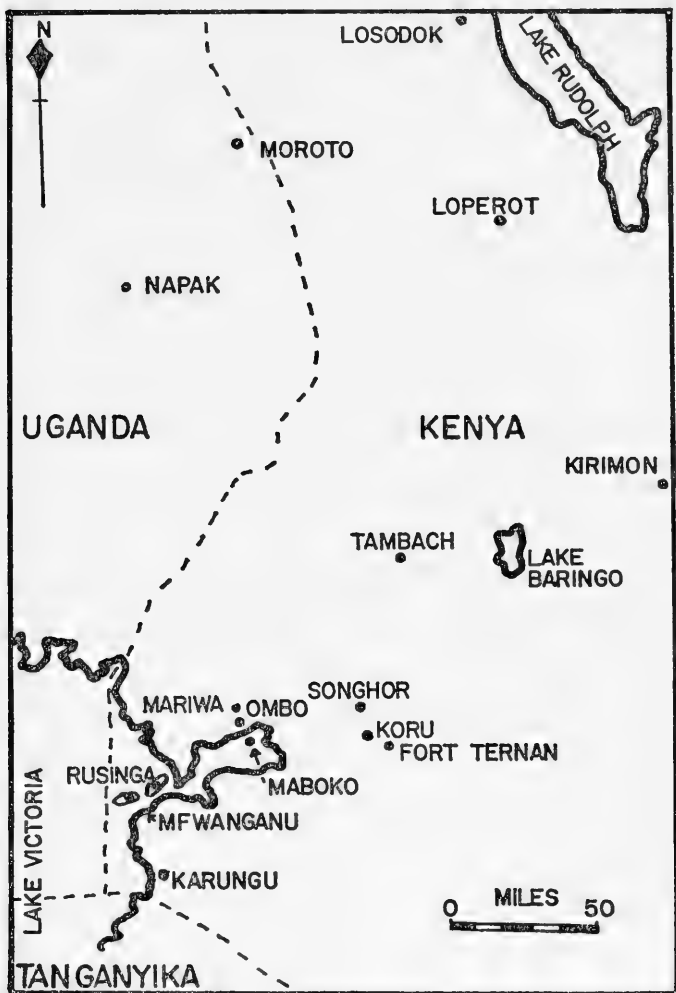 N
LOSODOK
LAKE RUDOLPH
MOROTO
LOPEROT
NAPAK
UGANDA
KENYA
KIRIMON
TAMBACH
LAKE
BARINGO
MARIWA
OMBO
SONGHOR
KORU
FORT TERNAN
RUSINGA
MABOKO
MFWANGANU
LAKE VICTORIA
KARUNGU
MILES
0 50
TANGANYIKA